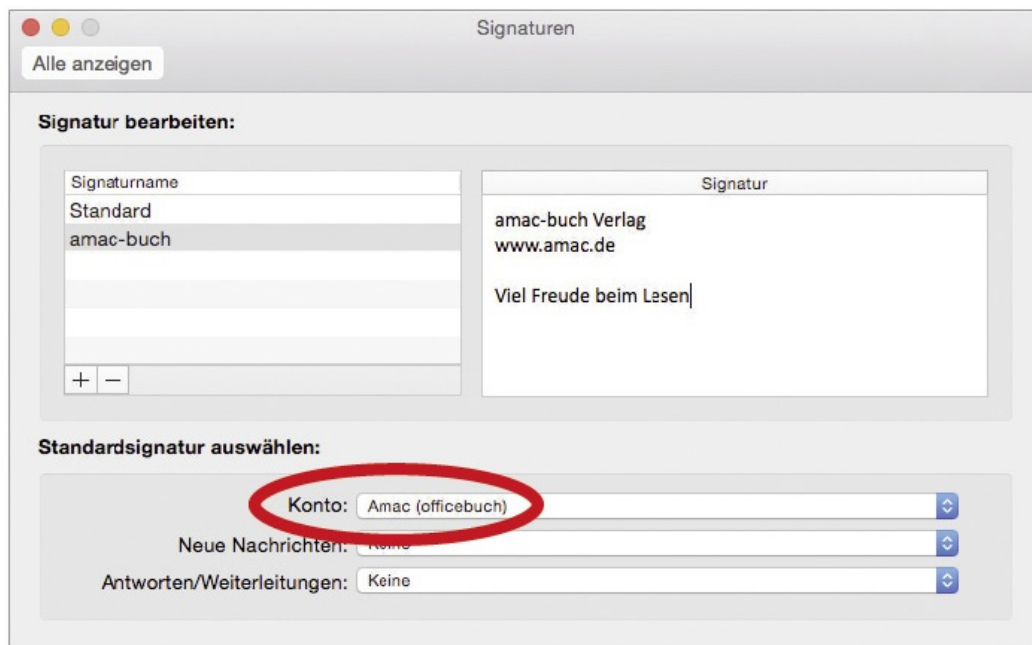 Signaturen
Alle anzeigen
Signatur bearbeiten:
Signaturname
Standard
amac-buch
Signatur
amac-buch Verlag
www.amac.de
Viel Freude beim Lesen
Standardsignatur auswählen:
Konto: Amac (officebuch)
Neue Nachrichten: Keine
Antworten/Weiterleitungen: Keine